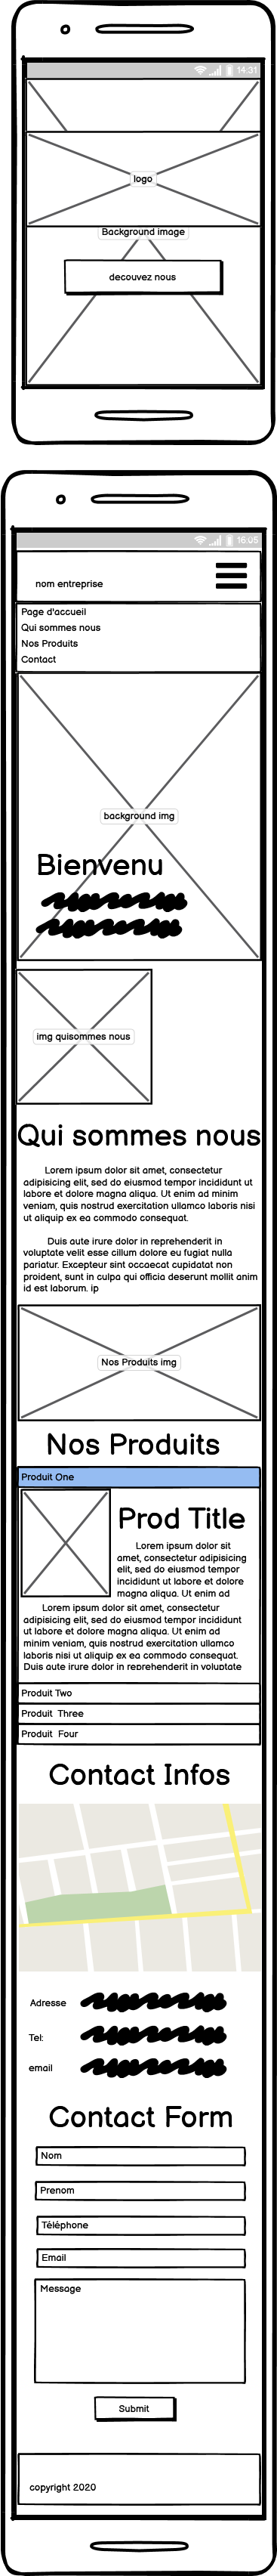 14:31
logo
Background image
decouvez nous
16:05
nom entreprise
Page d'accueil
Qui sommes nous
Nos Produits
Contact
background img
Bienvenu
img quisommes nous
Qui sommes nous
Lorem ipsum dolor sit amet, consectetur
adipisicing elit, sed do eiusmod tempor incididunt ut
labore et dolore magna aliqua. Ut enim ad minim
veniam, quis nostrud exercitation ullamco laboris nisi
ut aliquip ex ea commodo consequat.
Duis aute irure dolor in reprehenderit in
voluptate velit esse cillum dolore eu fugiat nulla
pariatur. Excepteur sint occaecat cupidatat non
proident, sunt in culpa qui officia deserunt mollit anim
id est laborum. ip
Nos Produits img
Nos Produits
Produit One
Prod Title
Lorem ipsum dolor sit
amet, consectetur adipisicing
elit, sed do eiusmod tempor
incididunt ut labore et dolore
magna aliqua. Ut enim ad
Lorem ipsum dolor sit amet, consectetur
adipisicing elit, sed do eiusmod tempor incididunt
ut labore et dolore magna aliqua. Ut enim ad
minim veniam, quis nostrud exercitation ullamco
laboris nisi ut aliquip ex ea commodo consequat.
Duis aute irure dolor in reprehenderit in voluptate
Produit Two
Produit Three
Produit Four
Contact Infos
Adresse
Tel:
email
Contact Form
Nom
Prenom
Téléphone
Email
Message
Submit
copyright 2020